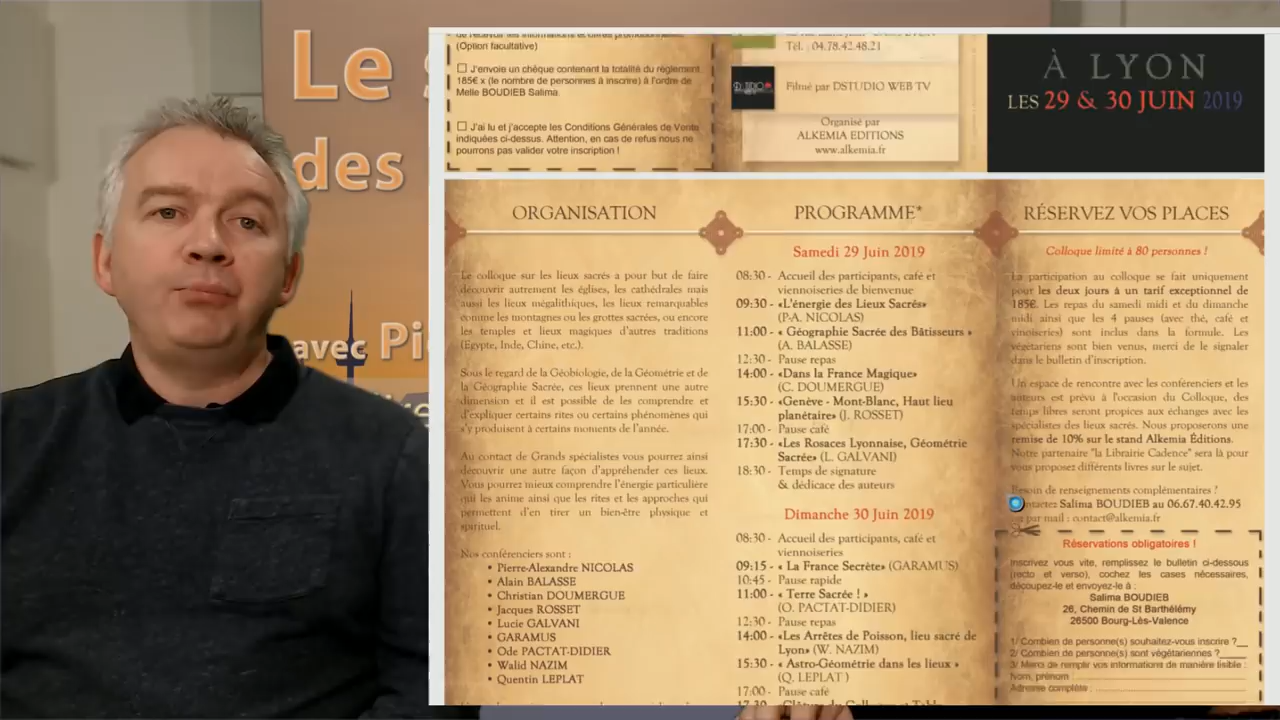 Le
des
avec Pi
(Option facultative)
☐ J'envoie un chèque contenant la totalité du règlement
185€ x (le nombre de personnes à inscrire) à l'ordre de
Melle BOUDIEB Salima.
☐ J'ai lu et j'accepte les Conditions Générales de Vente
indiquées ci-dessus. Attention, en cas de refus nous ne
pourrons pas valider votre inscription !
Tél. : 04.78.42.48.21
Filmé par DSTUDIO WEB TV
Organisé par
ALKEMIA EDITIONS
www.alkemia.fr
À LYON
LES 29 & 30 JUIN 2019
ORGANISATION
Le colloque sur les lieux sacrés a pour but de faire
découvrir autrement les églises, les cathédrales mais
aussi les lieux mégalithiques, les lieux remarquables
comme les montagnes ou les grottes sacrées, ou encore
les temples et lieux magiques d'autres traditions
(Egypte, Inde, Chine, etc.).
Sous le regard de la Géobiologie, de la Géométrie et de
la Géographie Sacrée, ces lieux prennent une autre
dimension et il est possible de les comprendre et
d'expliquer certains rites ou certains phénomènes qui
s'y produisent à certains moments de l'année.
Au contact de Grands spécialistes vous pourrez ainsi
découvrir une autre façon d'appréhender ces lieux.
Vous pourrez mieux comprendre l'énergie particulière
qui les anime ainsi que les rites et les approches qui
permettent d'en tirer un bien-être physique et
spirituel.
Nos conférenciers sont :
• Pierre-Alexandre NICOLAS
• Alain BALASSE
• Christian DOUMERGUE
• Jacques ROSSET
• Lucie GALVANI
• GARAMUS
• Ode PACTAT-DIDIER
• Walid NAZIM
• Quentin LEPLAT
PROGRAMME*
Samedi 29 Juin 2019
08:30 - Accueil des participants, café et
viennoiseries de bienvenue
09:30 - «L'énergie des Lieux Sacrés»
(P-A. NICOLAS)
11:00 - « Géographie Sacrée des Bâtisseurs »
(A. BALASSE)
12:30 - Pause repas
14:00 - «Dans la France Magique»
(C. DOUMERGUE)
15:30 - «Genève - Mont-Blanc, Haut lieu
planétaire» (J. ROSSET)
17:00 - Pause café
17:30 - «Les Rosaces Lyonnaise, Géométrie
Sacrée» (L. GALVANI)
18:30 - Temps de signature
& dédicace des auteurs
Dimanche 30 Juin 2019
08:30 - Accueil des participants, café et
viennoiseries
09:15 - « La France Secrète» (GARAMUS)
10:45 - Pause rapide
11:00 - « Terre Sacrée ! »
(O. PACTAT-DIDIER)
12:30 - Pause repas
14:00 - «Les Arrêtes de Poisson, lieu sacré de
Lyon» (W. NAZIM)
15:30 - « Astro-Géométrie dans les lieux »
(Q. LEPLAT )
17:00 - Pause café
RÉSERVEZ VOS PLACES
Colloque limité à 80 personnes !
La participation au colloque se fait uniquement
pour les deux jours à un tarif exceptionnel de
185€. Les repas du samedi midi et du dimanche
midi ainsi que les 4 pauses (avec thé, café et
vinoiseries) sont inclus dans la formule. Les
végétariens sont bien venus, merci de le signaler
dans le bulletin d'inscription.
Un espace de rencontre avec les conférenciers et les
auteurs est prévu à l'occasion du Colloque, des
temps libres seront propices aux échanges avec les
spécialistes des lieux sacrés. Nous proposerons une
remise de 10% sur le stand Alkemia Éditions.
Notre partenaire "la Librairie Cadence" sera là pour
vous proposez différents livres sur le sujet.
Besoin de renseignements complémentaires ?
Contactez Salima BOUDIEB au 06.67.40.42.95
ou par mail : contact@alkemia.fr
Réservations obligatoires !
Inscrivez vous vite, remplissez le bulletin ci-dessous
(recto et verso), cochez les cases nécessaires,
découpez-le et envoyez-le à :
Salima BOUDIEB
26, Chemin de St Barthélémy
26500 Bourg-Lès-Valence
1/ Combien de personne(s) souhaitez-vous inscrire ?__
2/ Combien de personne(s) sont végétariennes ?_____
3/ Merci de remplir vos informations de manière lisible :
Nom, prénom
Adresse complète :